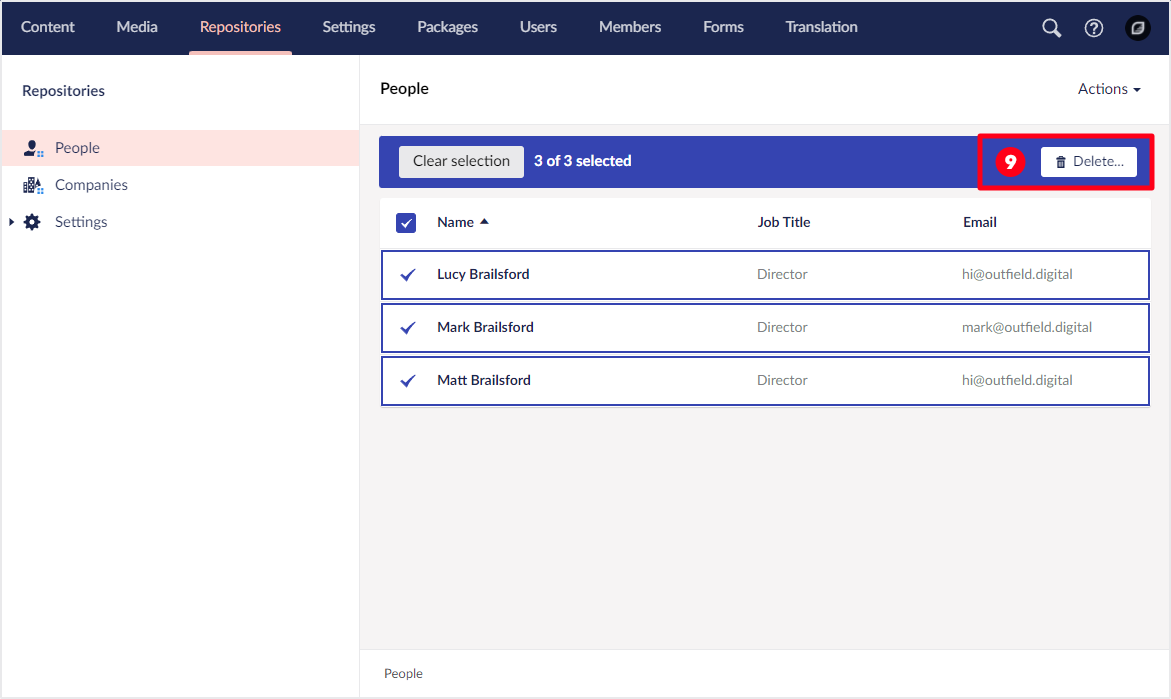 Content Media Repositories Settings Packages Users Members Forms Translation
Repositories
People
Companies
Settings
People
Actions
Clear selection 3 of 3 selected 9 Delete...
Name Job Title Email
Lucy Brailsford Director hi@outfield.digital
Mark Brailsford Director mark@outfield.digital
Matt Brailsford Director hi@outfield.digital
People